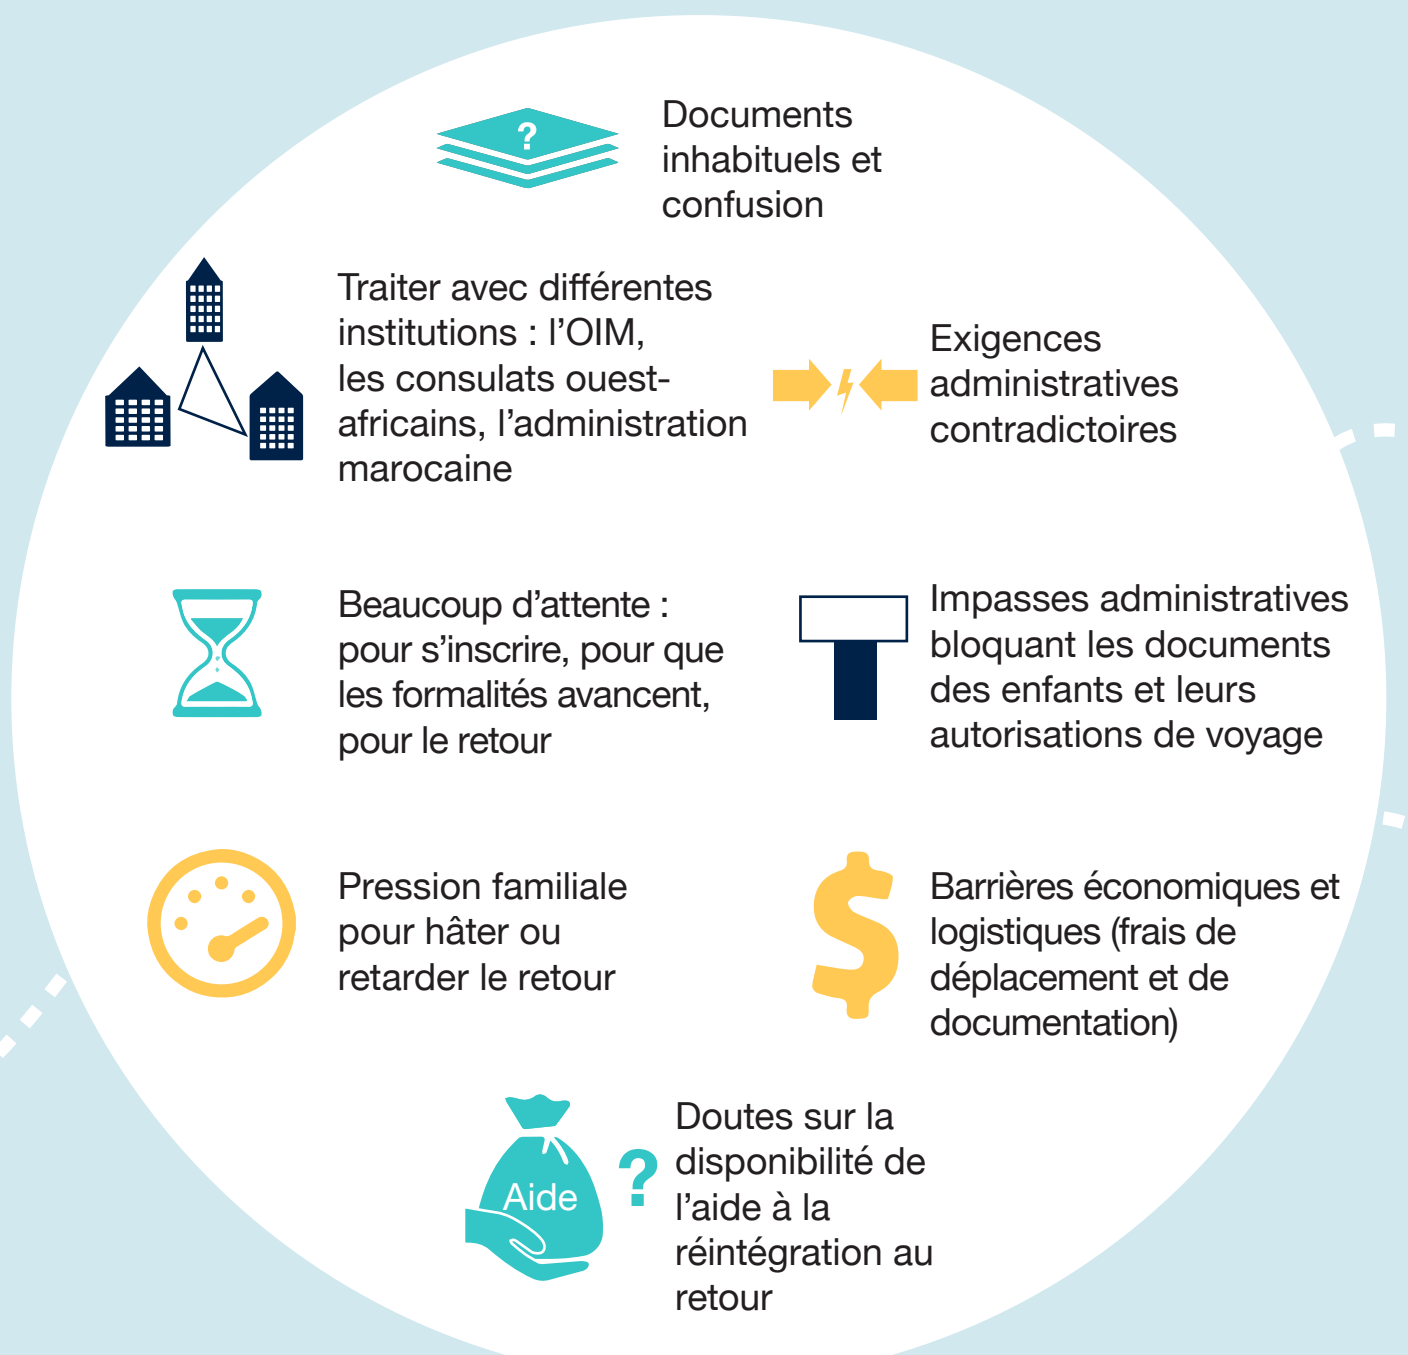 ?
Documents
inhabituels et
confusion
Traiter avec différentes
institutions : l’OIM,
les consulats ouest-
africains, l’administration
marocaine
Exigences
administratives
contradictoires
Beaucoup d’attente :
pour s’inscrire, pour que
les formalités avancent,
pour le retour
Impasses administratives
bloquant les documents
des enfants et leurs
autorisations de voyage
Pression familiale
pour hâter ou
retarder le retour
$
Barrières économiques et
logistiques (frais de
déplacement et de
documentation)
Aide
?
Doutes sur la
disponibilité de
l’aide à la
réintégration au
retour